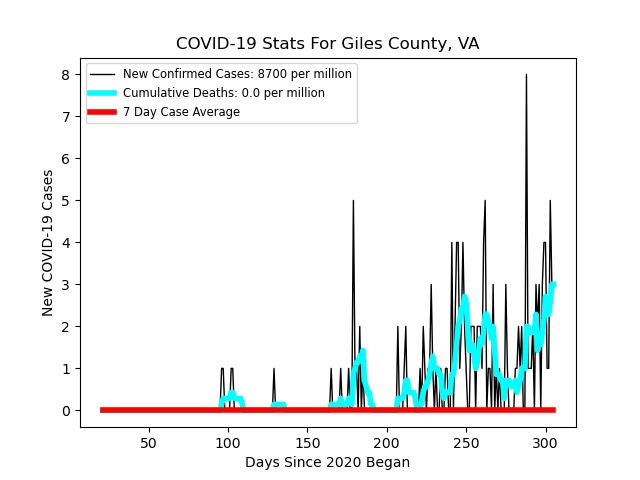 COVID-19 Stats For Giles County, VA
New Confirmed Cases: 8700 per million
Cumulative Deaths: 0.0 per million
7 Day Case Average
New COVID-19 Cases
8
7
6
5
4
3
2
1
0
50 100 150 200 250 300
Days Since 2020 Began